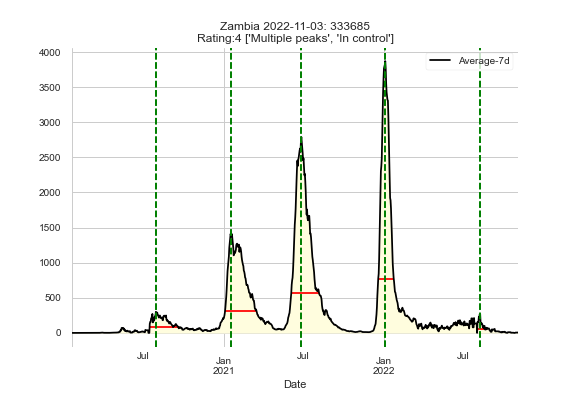 Zambia 2022-11-03: 333685
Rating:4 ['Multiple peaks', 'In control']
Average-7d
4000
3500
3000
2500
2000
1500
1000
500
0
Jul
Jan
2021
Jul
Jan
2022
Jul
Date